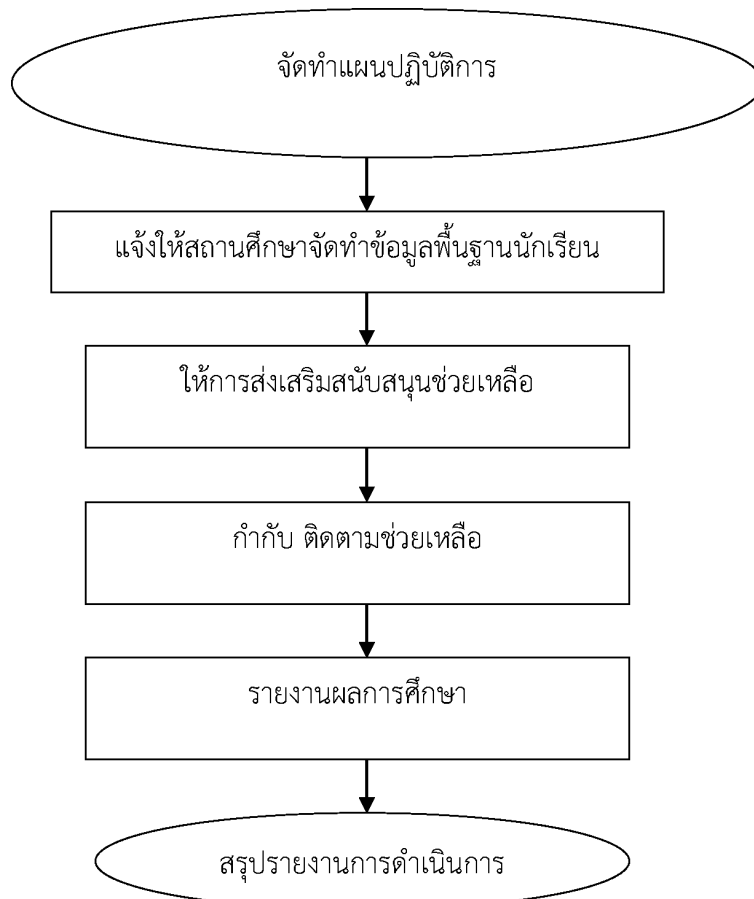 จัดทำแผนปฏิบัติการ
แจ้งให้สถานศึกษาจัดทำข้อมูลพื้นฐานนักเรียน
ให้การส่งเสริมสนับสนุนช่วยเหลือ
กำกับ ติดตามช่วยเหลือ
รายงานผลการศึกษา
สรุปรายงานการดำเนินการ